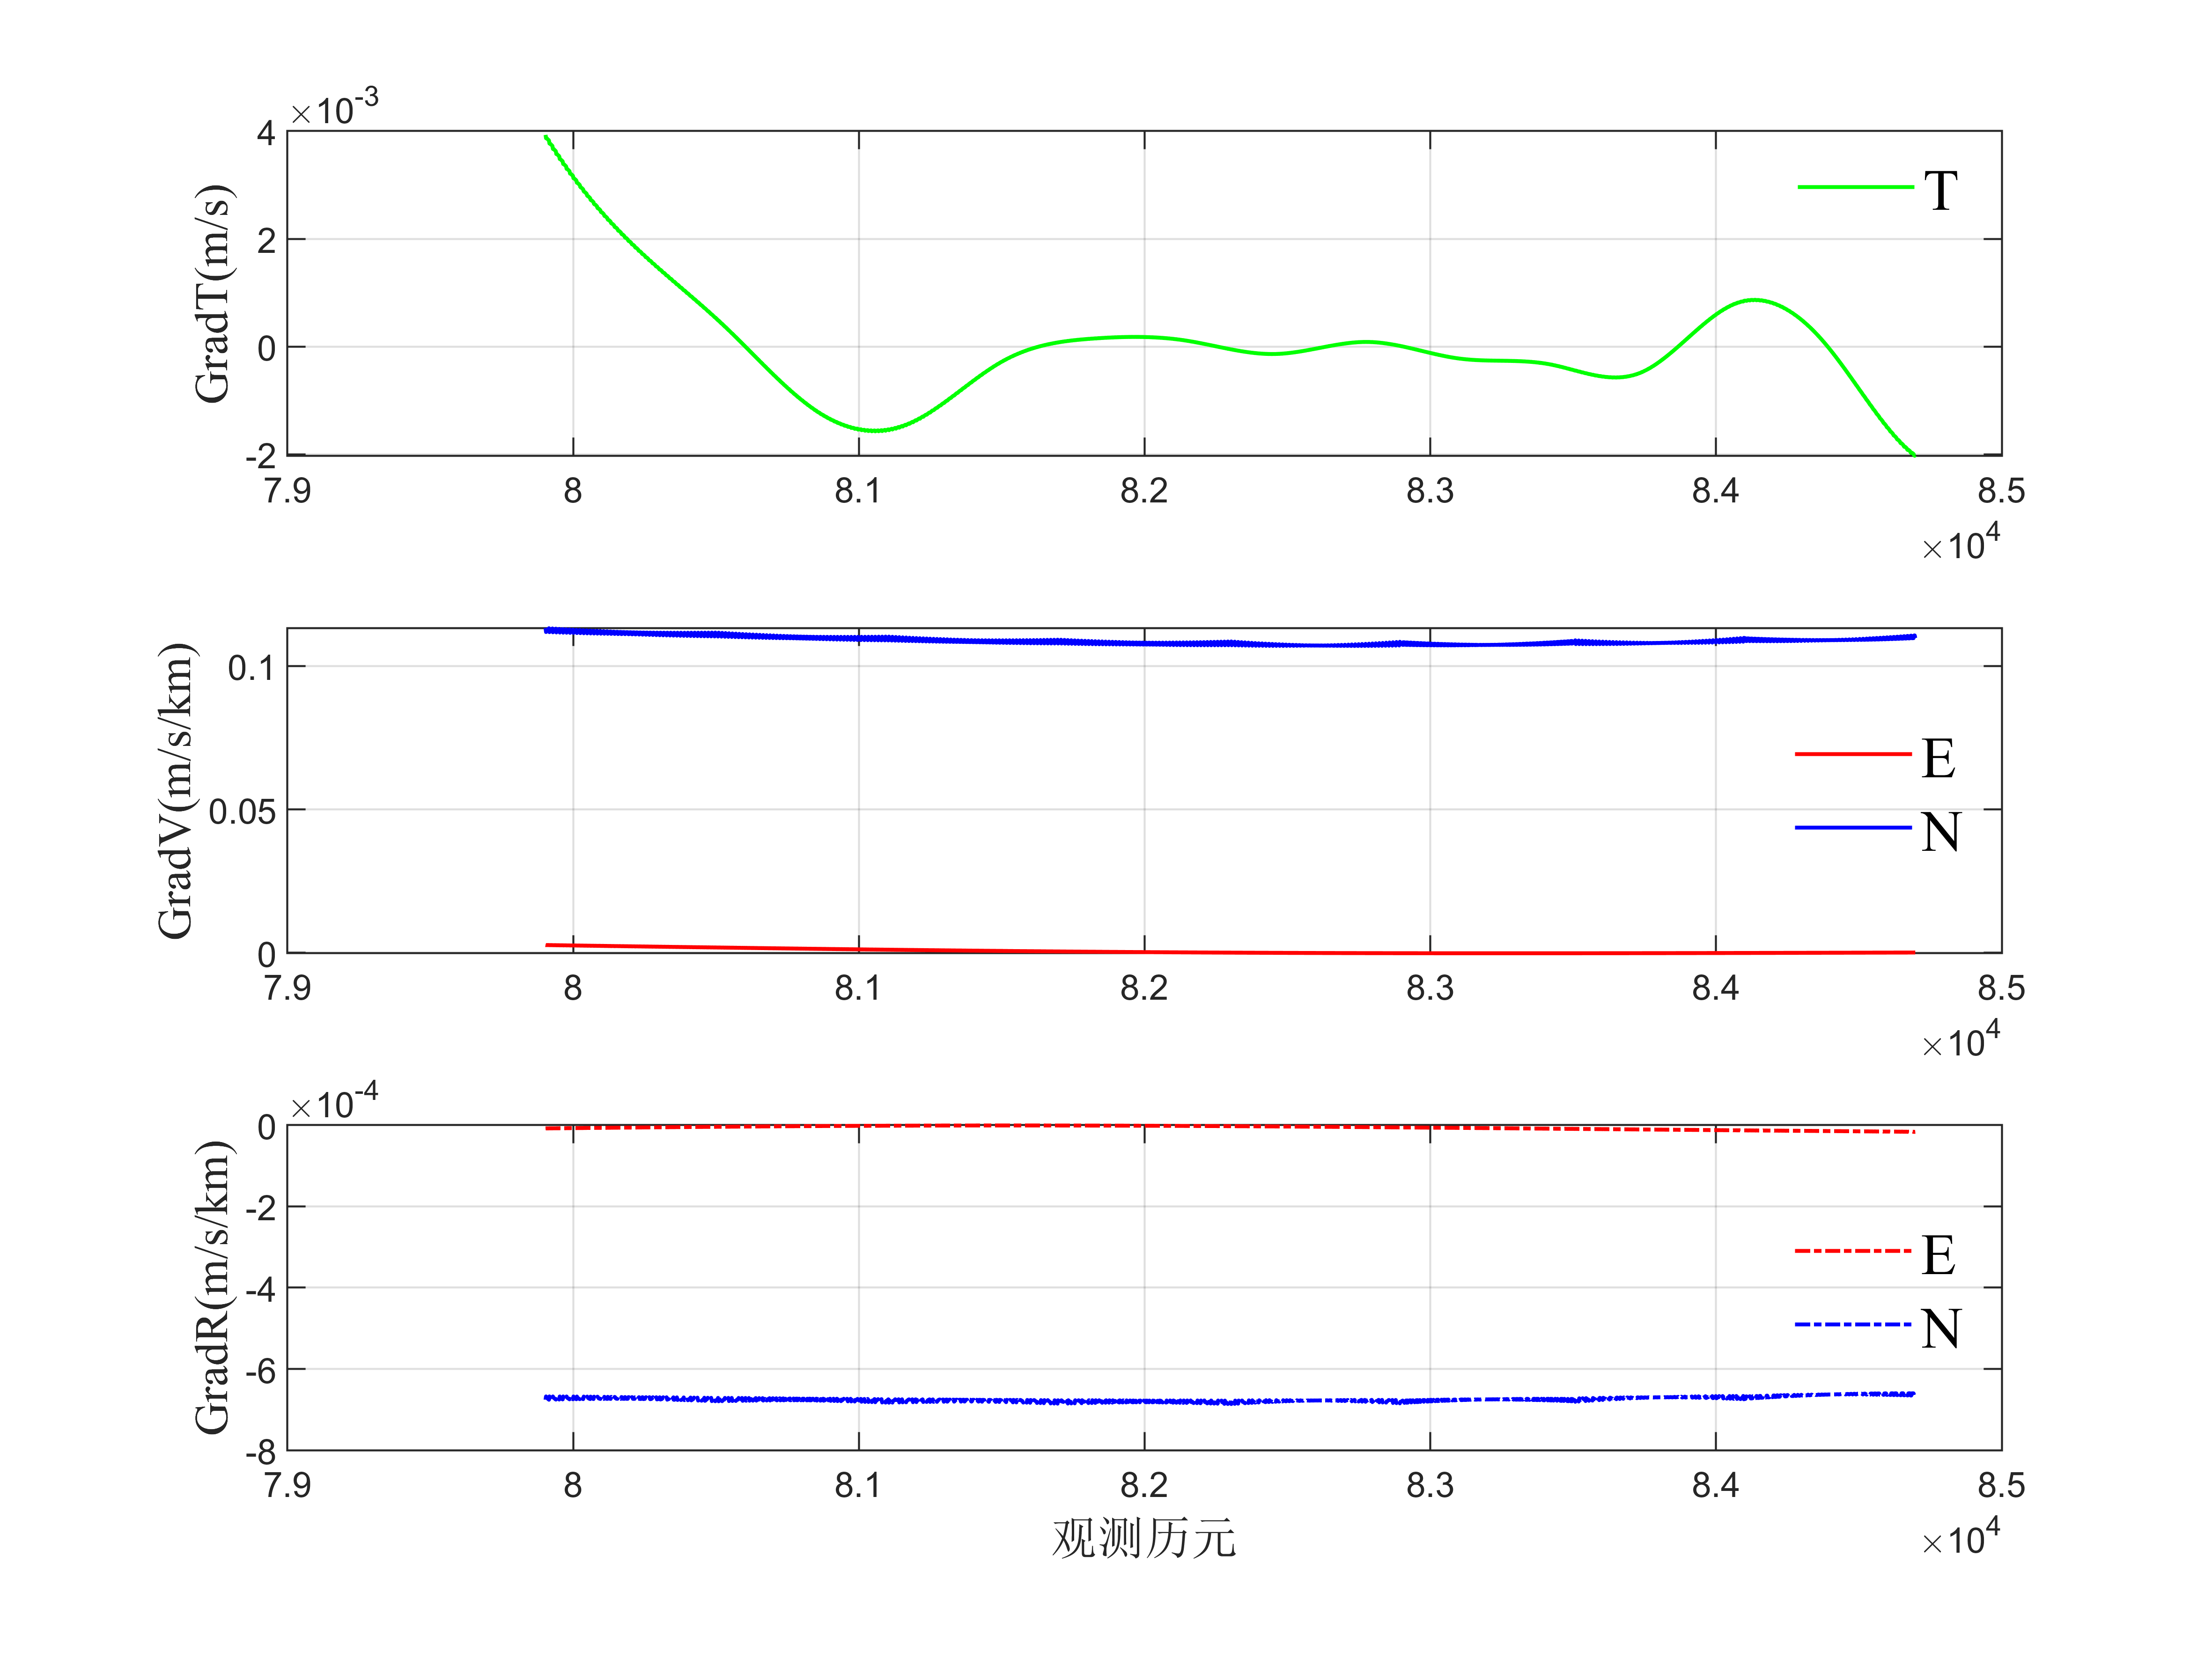 ×10-3
4
2
0
-2
GradT(m/s)
T
7.9 8 8.1 8.2 8.3 8.4 8.5
×104
0.1
0.05
0
GradV(m/s/km)
E
N
7.9 8 8.1 8.2 8.3 8.4 8.5
×104
×10-4
0
-2
-4
-6
-8
GradR(m/s/km)
E
N
7.9 8 8.1 8.2 8.3 8.4 8.5
×104
观测历元